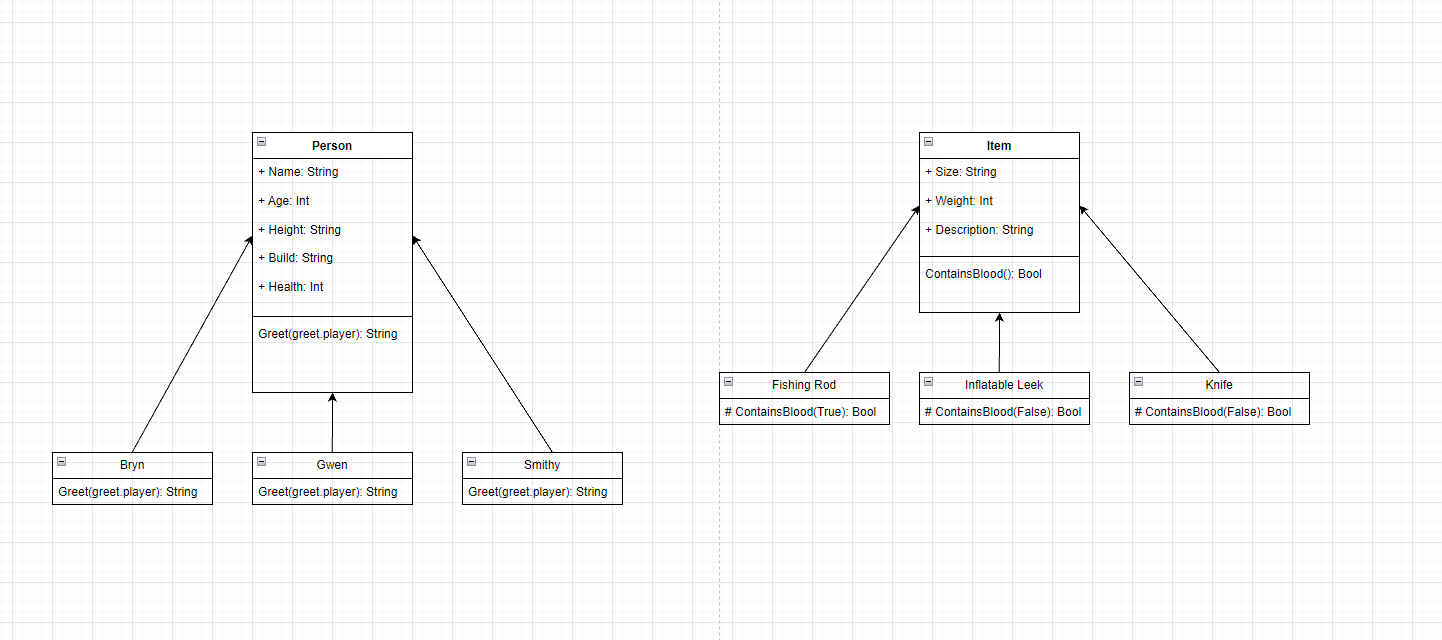 Person
+ Name: String
+ Age: Int
+ Height: String
+ Build: String
+ Health: Int
Greet(greet.player): String
Bryn
Greet(greet.player): String
Gwen
Greet(greet.player): String
Smithy
Greet(greet.player): String
Item
+ Size: String
+ Weight: Int
+ Description: String
ContainsBlood(): Bool
Fishing Rod
# ContainsBlood(True): Bool
Inflatable Leek
# ContainsBlood(False): Bool
Knife
# ContainsBlood(False): Bool